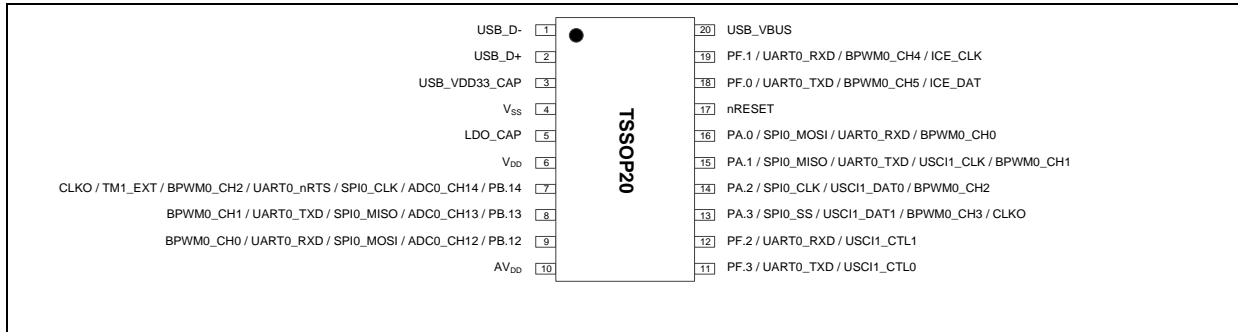 USB_D- 1
USB_D+ 2
USB_VDD33_CAP 3
VSS 4
LDO_CAP 5
VDD 6
CLKO / TM1_EXT / BPWM0_CH2 / UART0_nRTS / SPI0_CLK / ADC0_CH14 / PB.14 7
BPWM0_CH1 / UART0_TXD / SPI0_MISO / ADC0_CH13 / PB.13 8
BPWM0_CH0 / UART0_RXD / SPI0_MOSI / ADC0_CH12 / PB.12 9
AVDD 10
TSSOP20
20 USB_VBUS
19 PF.1 / UART0_RXD / BPWM0_CH4 / ICE_CLK
18 PF.0 / UART0_TXD / BPWM0_CH5 / ICE_DAT
17 nRESET
16 PA.0 / SPI0_MOSI / UART0_RXD / BPWM0_CH0
15 PA.1 / SPI0_MISO / UART0_TXD / USCI1_CLK / BPWM0_CH1
14 PA.2 / SPI0_CLK / USCI1_DAT0 / BPWM0_CH2
13 PA.3 / SPI0_SS / USCI1_DAT1 / BPWM0_CH3 / CLKO
12 PF.2 / UART0_RXD / USCI1_CTL1
11 PF.3 / UART0_TXD / USCI1_CTL0